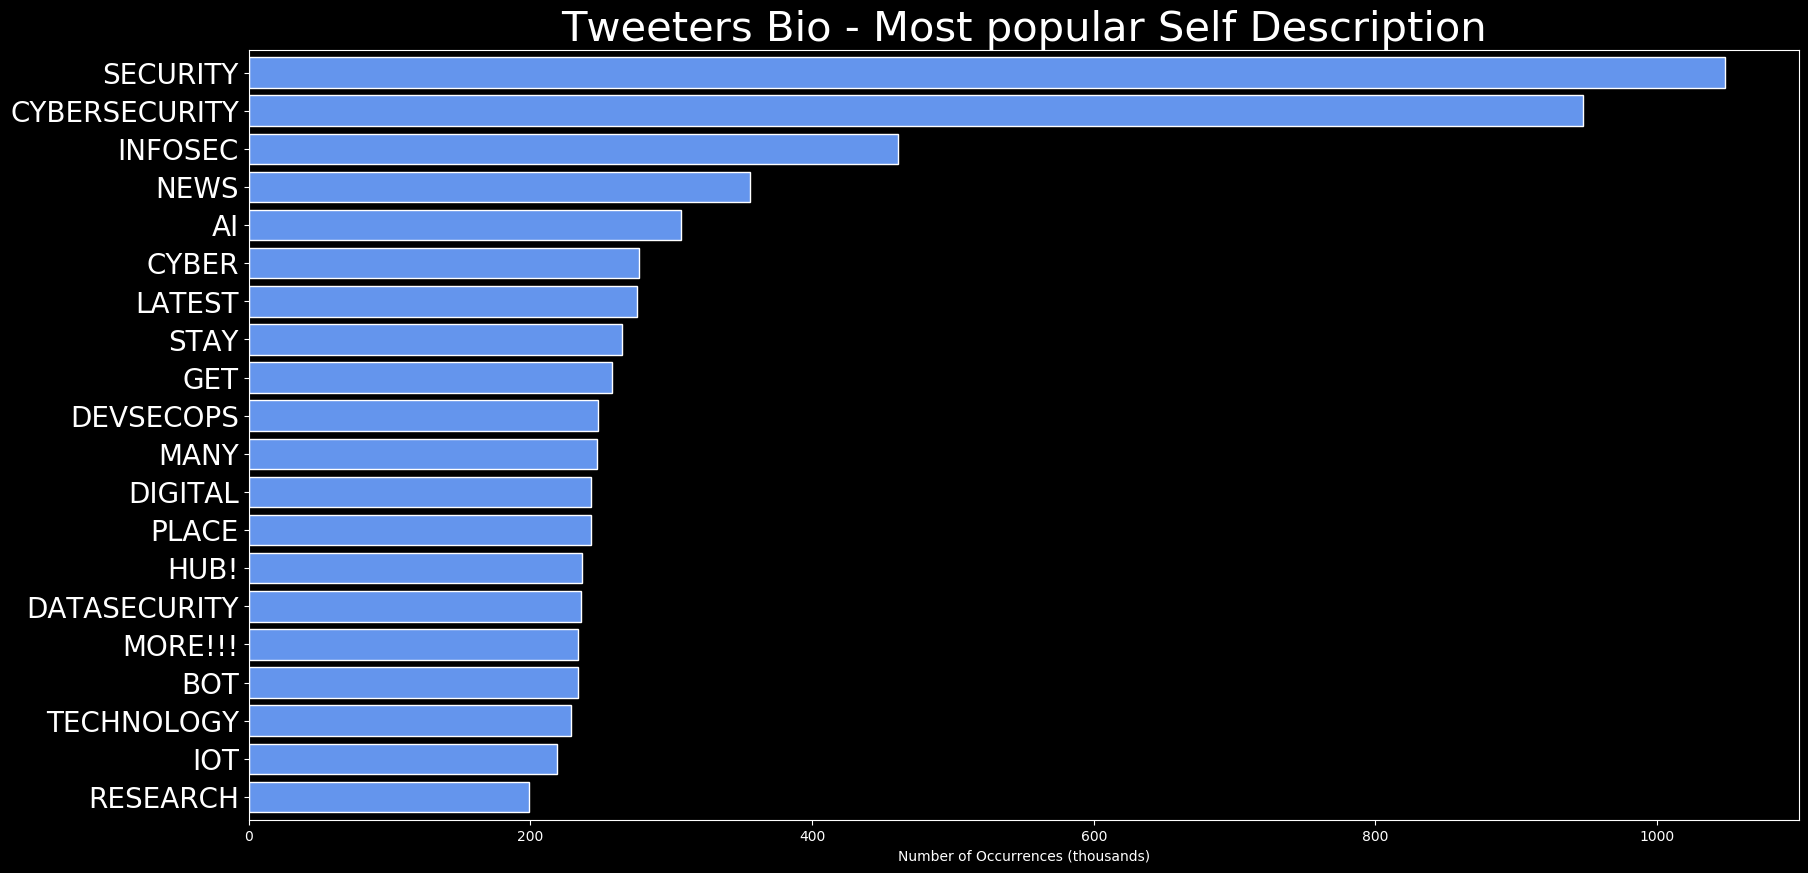 Tweeters Bio - Most popular Self Description
SECURITY
CYBERSECURITY
INFOSEC
NEWS
AI
CYBER
LATEST
STAY
GET
DEVSECOPS
MANY
DIGITAL
PLACE
HUB!
DATASECURITY
MORE!!!
BOT
TECHNOLOGY
IOT
RESEARCH
0 200 400 600 800 1000
Number of Occurrences (thousands)